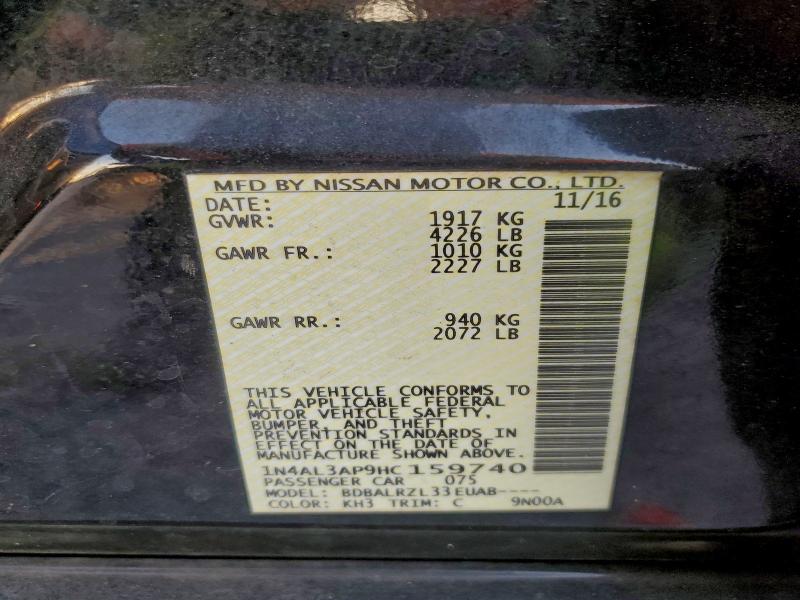 MFD BY NISSAN MOTOR CO., LTD.
DATE: 11/16
GVWR: 1917 KG
4226 LB
GAWR FR.: 1010 KG
2227 LB
GAWR RR.: 940 KG
2072 LB
THIS VEHICLE CONFORMS TO
ALL APPLICABLE FEDERAL
MOTOR VEHICLE SAFETY,
BUMPER, AND THEFT
PREVENTION STANDARDS IN
EFFECT ON THE DATE OF
MANUFACTURE SHOWN ABOVE.
1N4AL3AP9HC159740
PASSENGER CAR 075
MODEL: BDBALRZL33EUAB----
COLOR: KH3 TRIM: C 9N00A